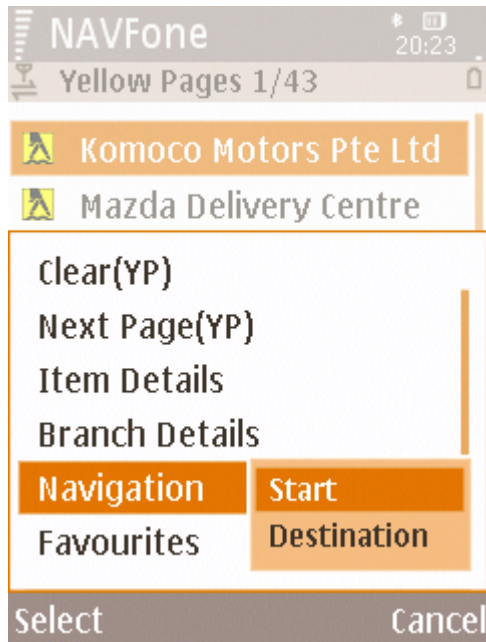 NAVFone
20:23
Yellow Pages 1/43
Komoco Motors Pte Ltd
Mazda Delivery Centre
Clear(YP)
Next Page(YP)
Item Details
Branch Details
Navigation
Start
Favourites
Destination
Select
Cancel